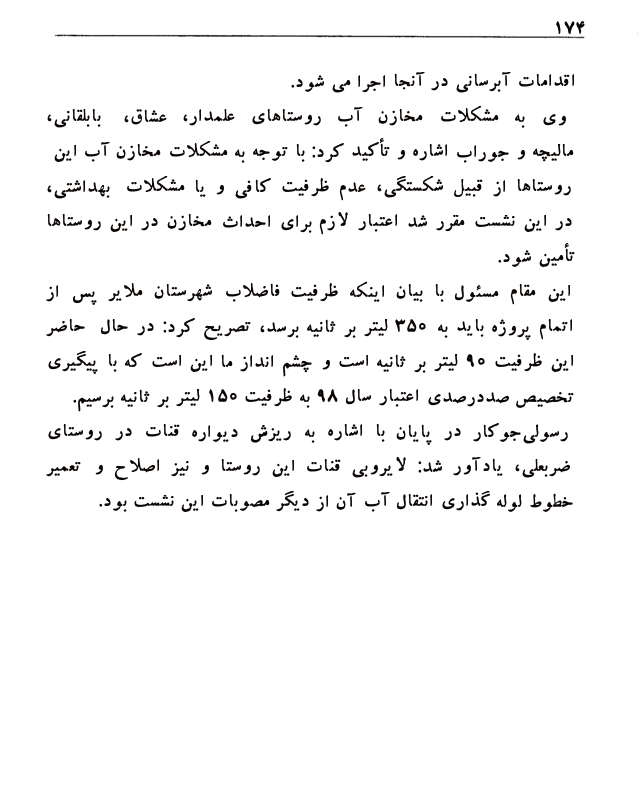 ۱۷۴
اقدامات آبرسانی در آنجا اجرا می شود.
وی به مشکلات مخازن آب روستاهای علمدار، عشاق، بابلقانی،
مالیچه و جوراب اشاره و تأکید کرد: با توجه به مشکلات مخازن آب این
روستاها از قبیل شکستگی، عدم ظرفیت کافی و یا مشکلات بهداشتی،
در این نشست مقرر شد اعتبار لازم برای احداث مخازن در این روستاها
تأمین شود.
این مقام مسئول با بیان اینکه ظرفیت فاضلاب شهرستان ملایر پس از
اتمام پروژه باید به ۳۵۰ لیتر بر ثانیه برسد، تصریح کرد: در حال حاضر
این ظرفیت ۹۰ لیتر بر ثانیه است و چشم انداز ما این است که با پیگیری
تخصیص صددرصدی اعتبار سال ۹۸ به ظرفیت ۱۵۰ لیتر بر ثانیه برسیم.
رسولی‌جوکار در پایان با اشاره به ریزش دیواره قنات در روستای
ضربعلی، یادآور شد: لایروبی قنات این روستا و نیز اصلاح و تعمیر
خطوط لوله گذاری انتقال آب آن از دیگر مصوبات این نشست بود.